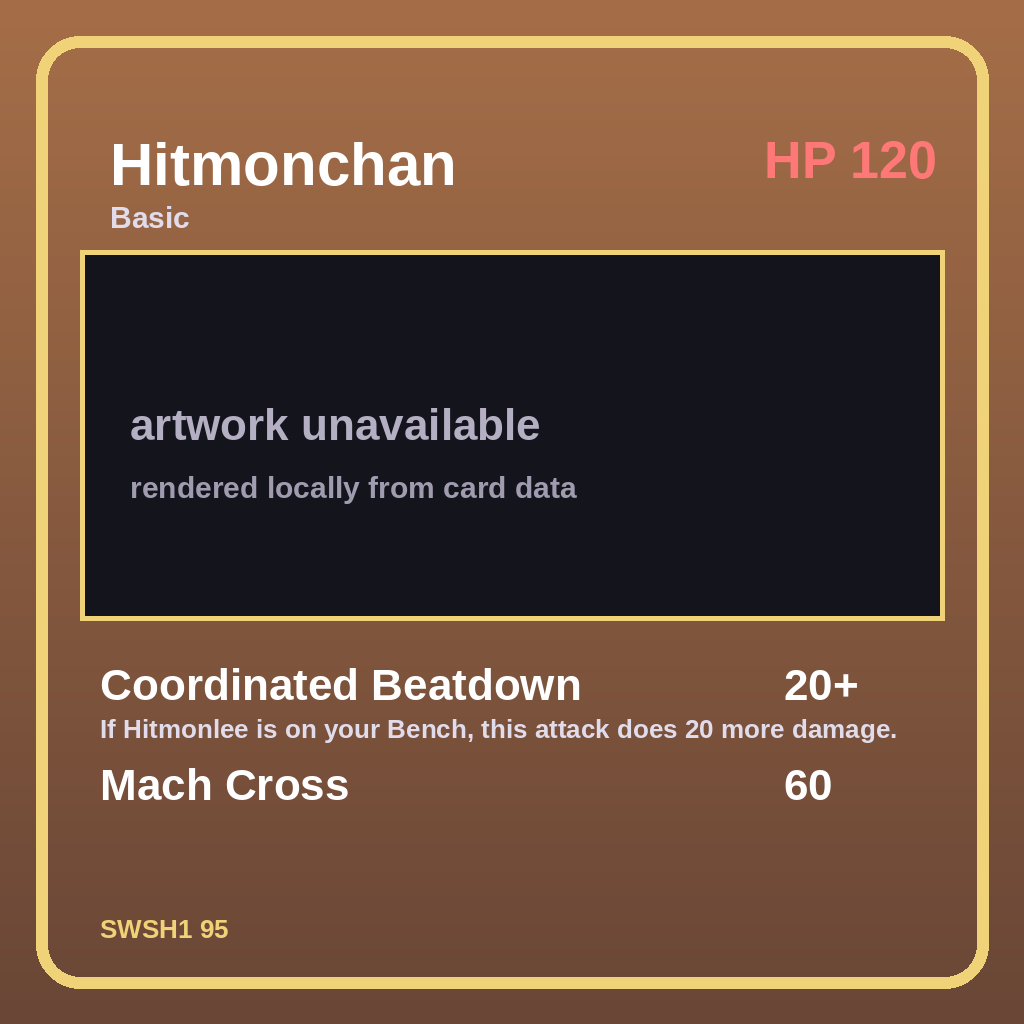 Hitmonchan
HP 120
Basic
artwork unavailable
rendered locally from card data
Coordinated Beatdown 20+
If Hitmonlee is on your Bench, this attack does 20 more damage.
Mach Cross 60
SWSH1 95